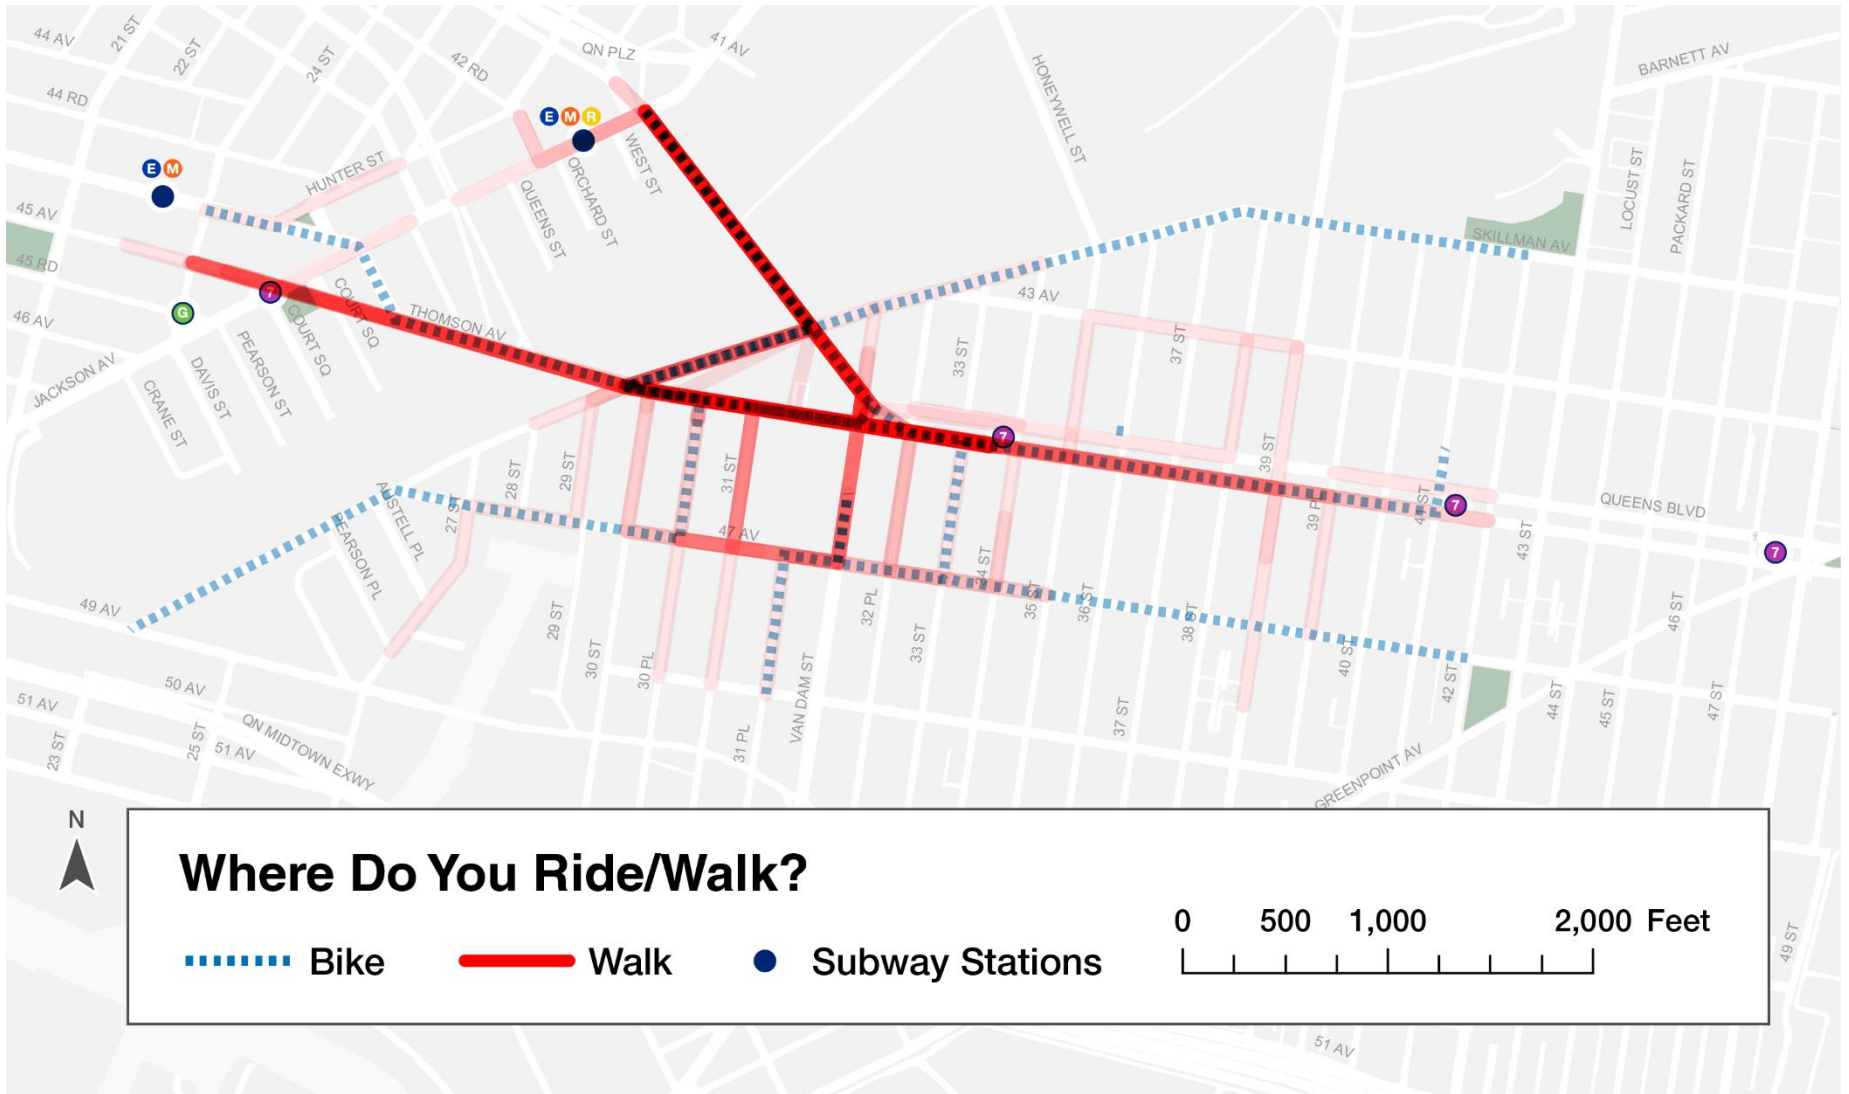 44 AV
21 ST
22 ST
24 ST
42 RD
QN PLZ
41 AV
HONEYWELL ST
BARNETT AV
44 RD
E M R
E M
HUNTER ST
WEST ST
ORCHARD ST
QUEENS ST
LOCUST ST
PACKARD ST
SKILLMAN AV
45 AV
45 RD
7
G
46 AV
COURT SQ
COURT SQ
THOMSON AV
43 AV
33 ST
37 ST
JACKSON AV
CRANE ST
DAVIS ST
PEARSON ST
7
39 ST
28 ST
29 ST
31 ST
27 ST
AUSTELL PL
PEARSON PL
47 AV
34 ST
39 PL
41 ST
7
QUEENS BLVD
43 ST
7
49 AV
29 ST
30 ST
30 PL
31 PL
VAN DAM ST
32 PL
33 ST
35 ST
36 ST
37 ST
38 ST
40 ST
42 ST
44 ST
45 ST
46 ST
47 ST
50 AV
51 AV
23 ST
25 ST
51 AV
QN MIDTOWN EXWY
GREENPOINT AV
N
Where Do You Ride/Walk?
Bike
Walk
Subway Stations
0 500 1,000 2,000 Feet
49 ST
51 AV